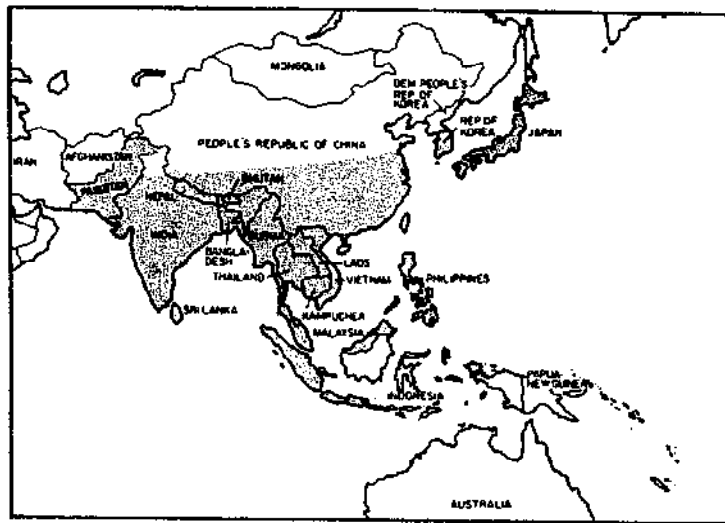 MONGOLIA
DEM PEOPLE'S
REP OF
KOREA
REP OF
KOREA
JAPAN
PEOPLE'S REPUBLIC OF CHINA
IRAN
AFGHANISTAN
PAKISTAN
NEPAL
BHUTAN
INDIA
BURMA
BANGLA-
DESH
LAOS
THAILAND
VIETNAM
PHILIPPINES
SRI LANKA
KAMPUCHEA
MALAYSIA
INDONESIA
PAPUA
NEW GUINEA
AUSTRALIA